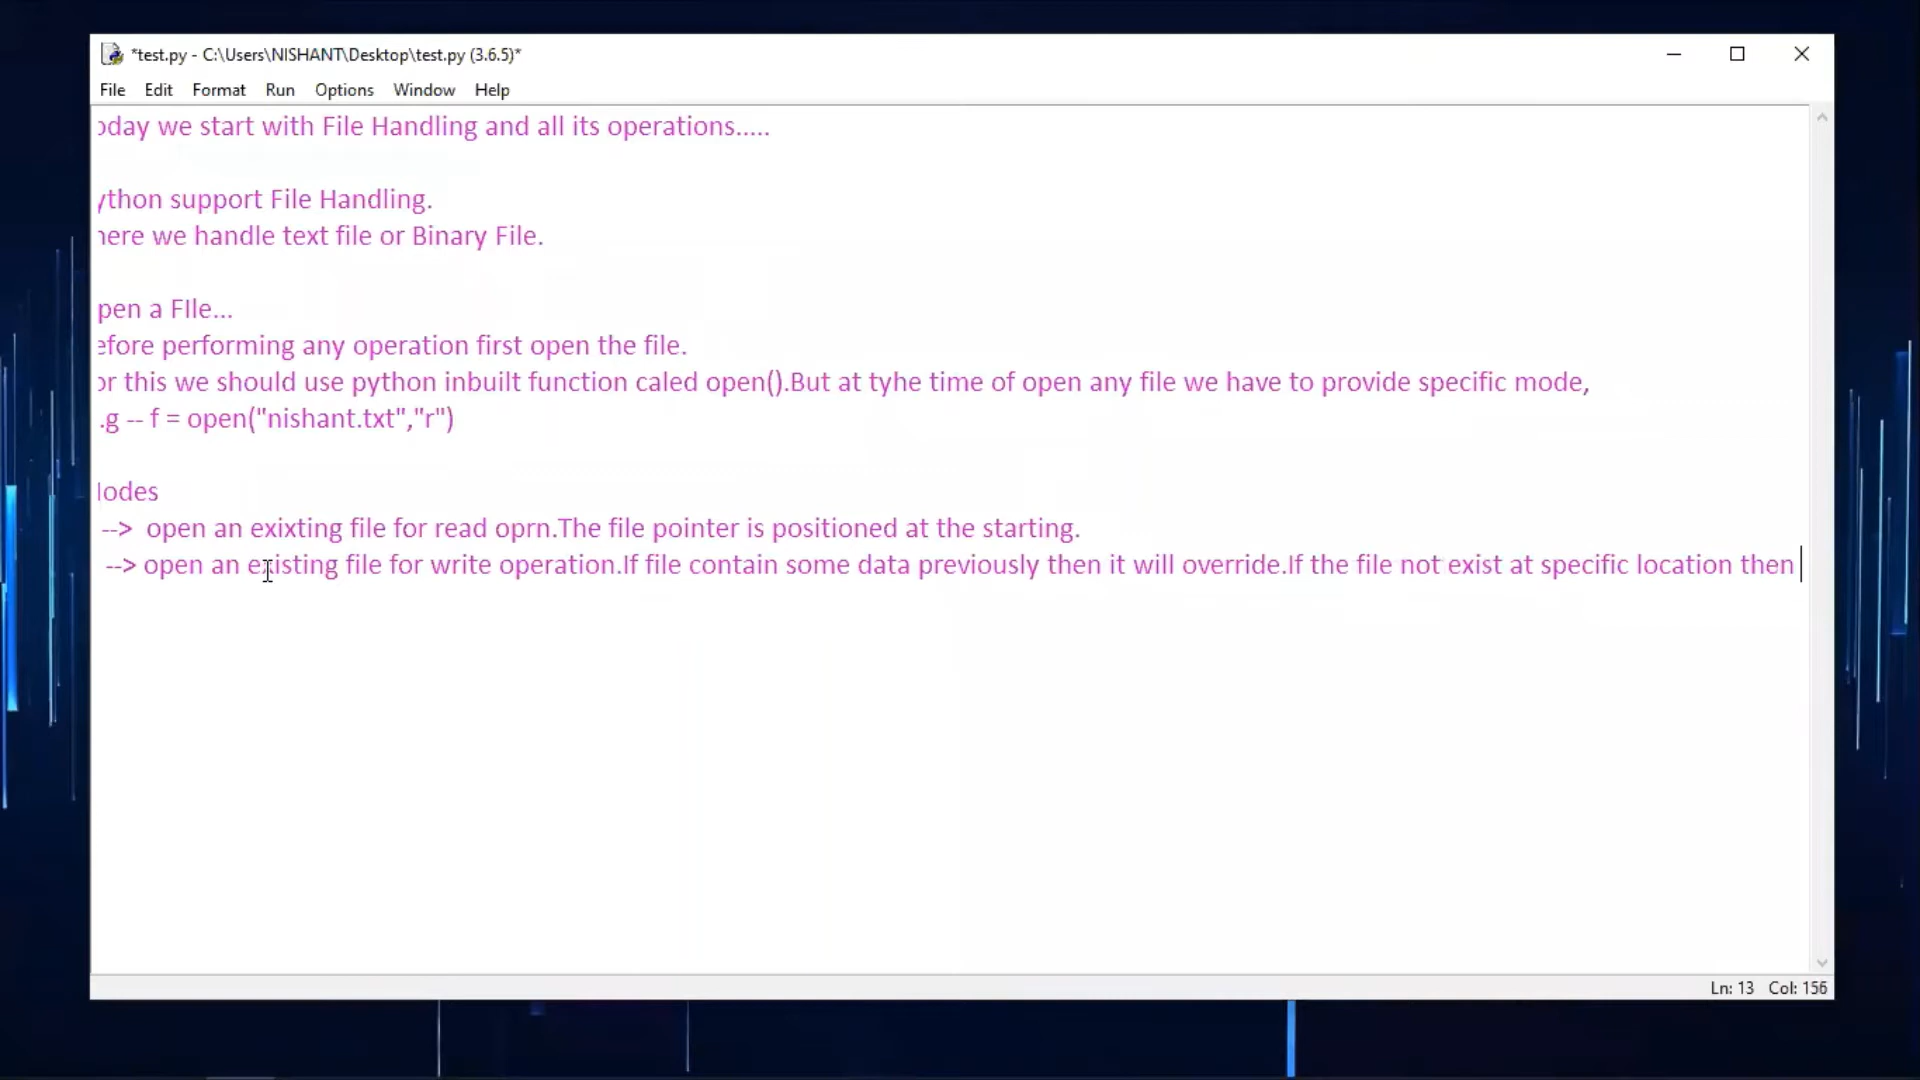 *test.py - C:\Users\NISHANT\Desktop\test.py (3.6.5)*
File Edit Format Run Options Window Help
oday we start with File Handling and all its operations.....
ython support File Handling.
here we handle text file or Binary File.
pen a FIle...
efore performing any operation first open the file.
or this we should use python inbuilt function caled open().But at tyhe time of open any file we have to provide specific mode,
.g -- f = open("nishant.txt","r")
odes
--> open an exixting file for read oprn.The file pointer is positioned at the starting.
--> open an existing file for write operation.If file contain some data previously then it will override.If the file not exist at specific location then
Ln: 13 Col: 156